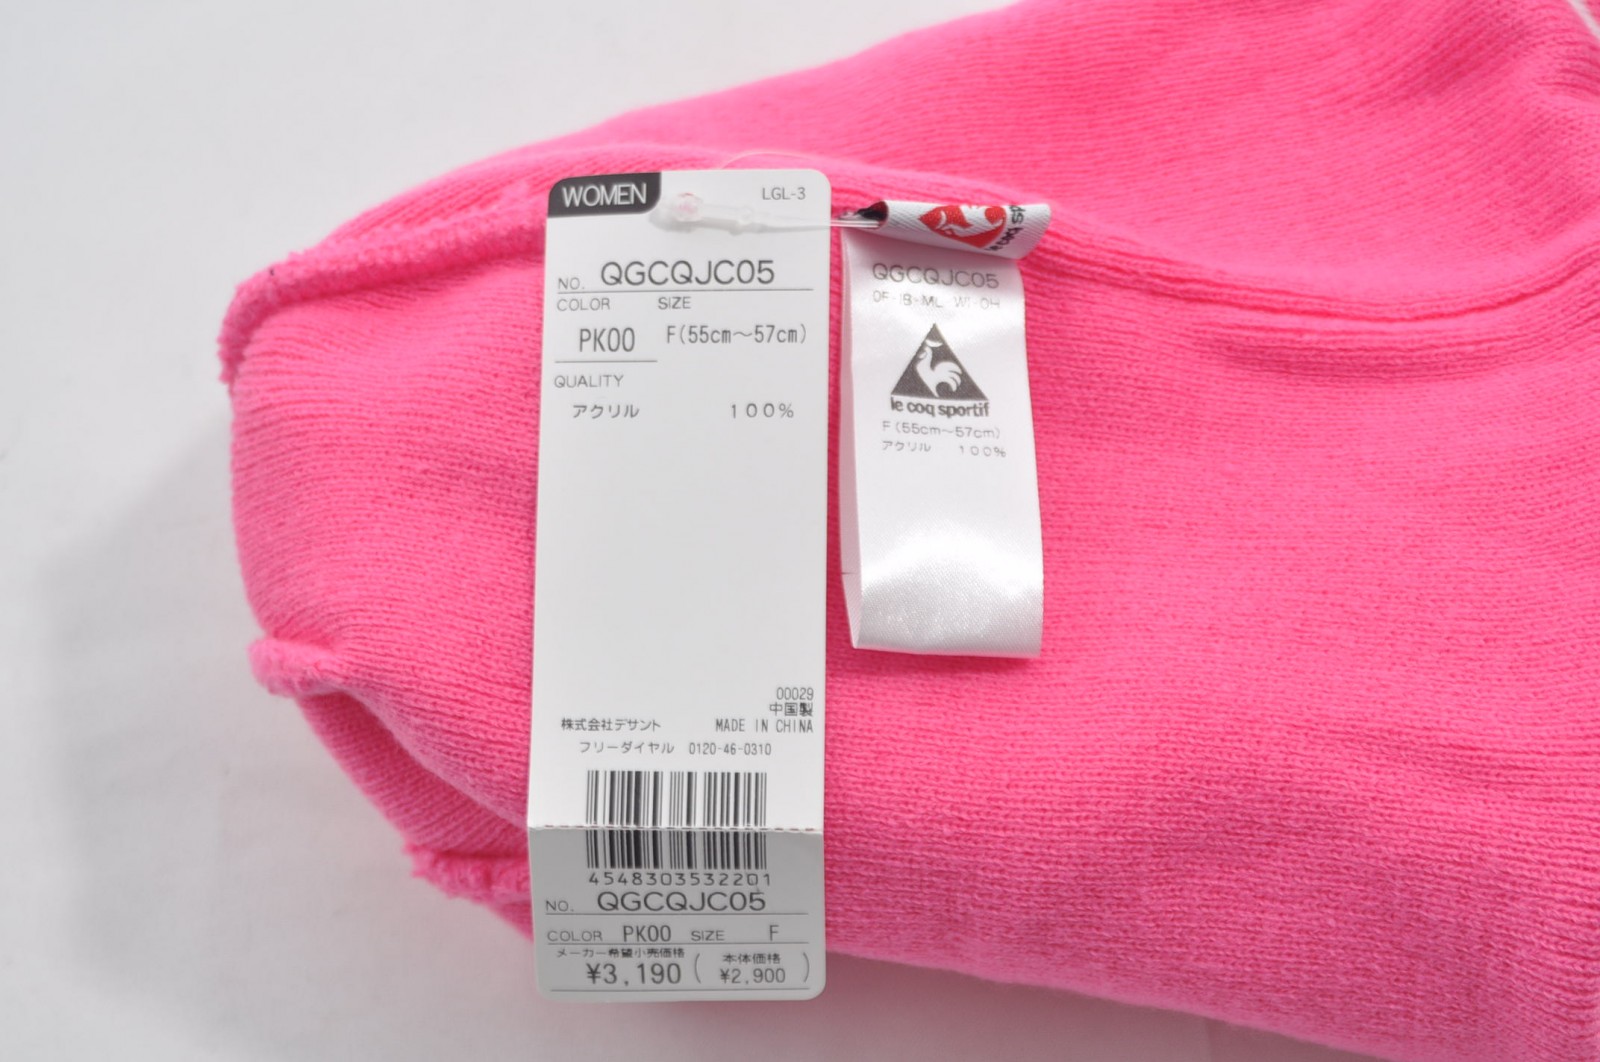 WOMEN
LGL-3
NO. QGCQJC05
COLOR SIZE
PK00 F(55cm～57cm)
QUALITY
アクリル 100%
00029
中国製
株式会社デサント MADE IN CHINA
フリーダイヤル 0120-46-0310
4548303532201
NO. QGCQJC05
COLOR PK00 SIZE F
メーカー希望小売価格
¥3,190 (本体価格 ¥2,900)
QGCQJC05
le coq sportif
F(55cm～57cm)
アクリル 100%